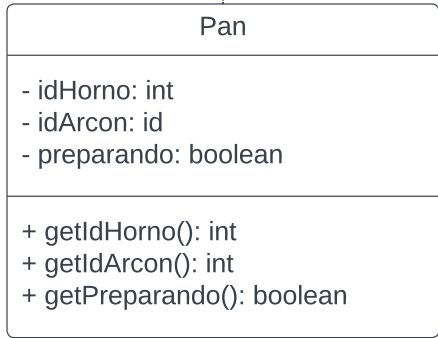 Pan
- idHorno: int
- idArcon: id
- preparando: boolean
+ getIdHorno(): int
+ getIdArcon(): int
+ getPreparando(): boolean